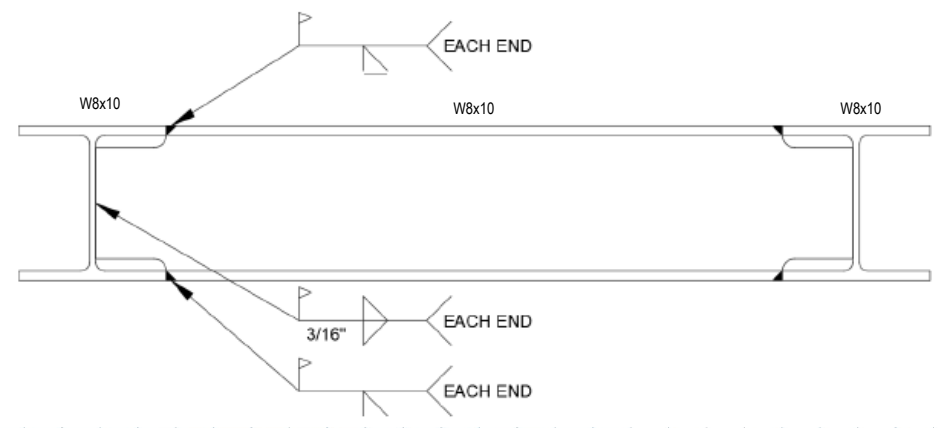 EACH END
W8x10
W8x10
W8x10
3/16"
EACH END
EACH END